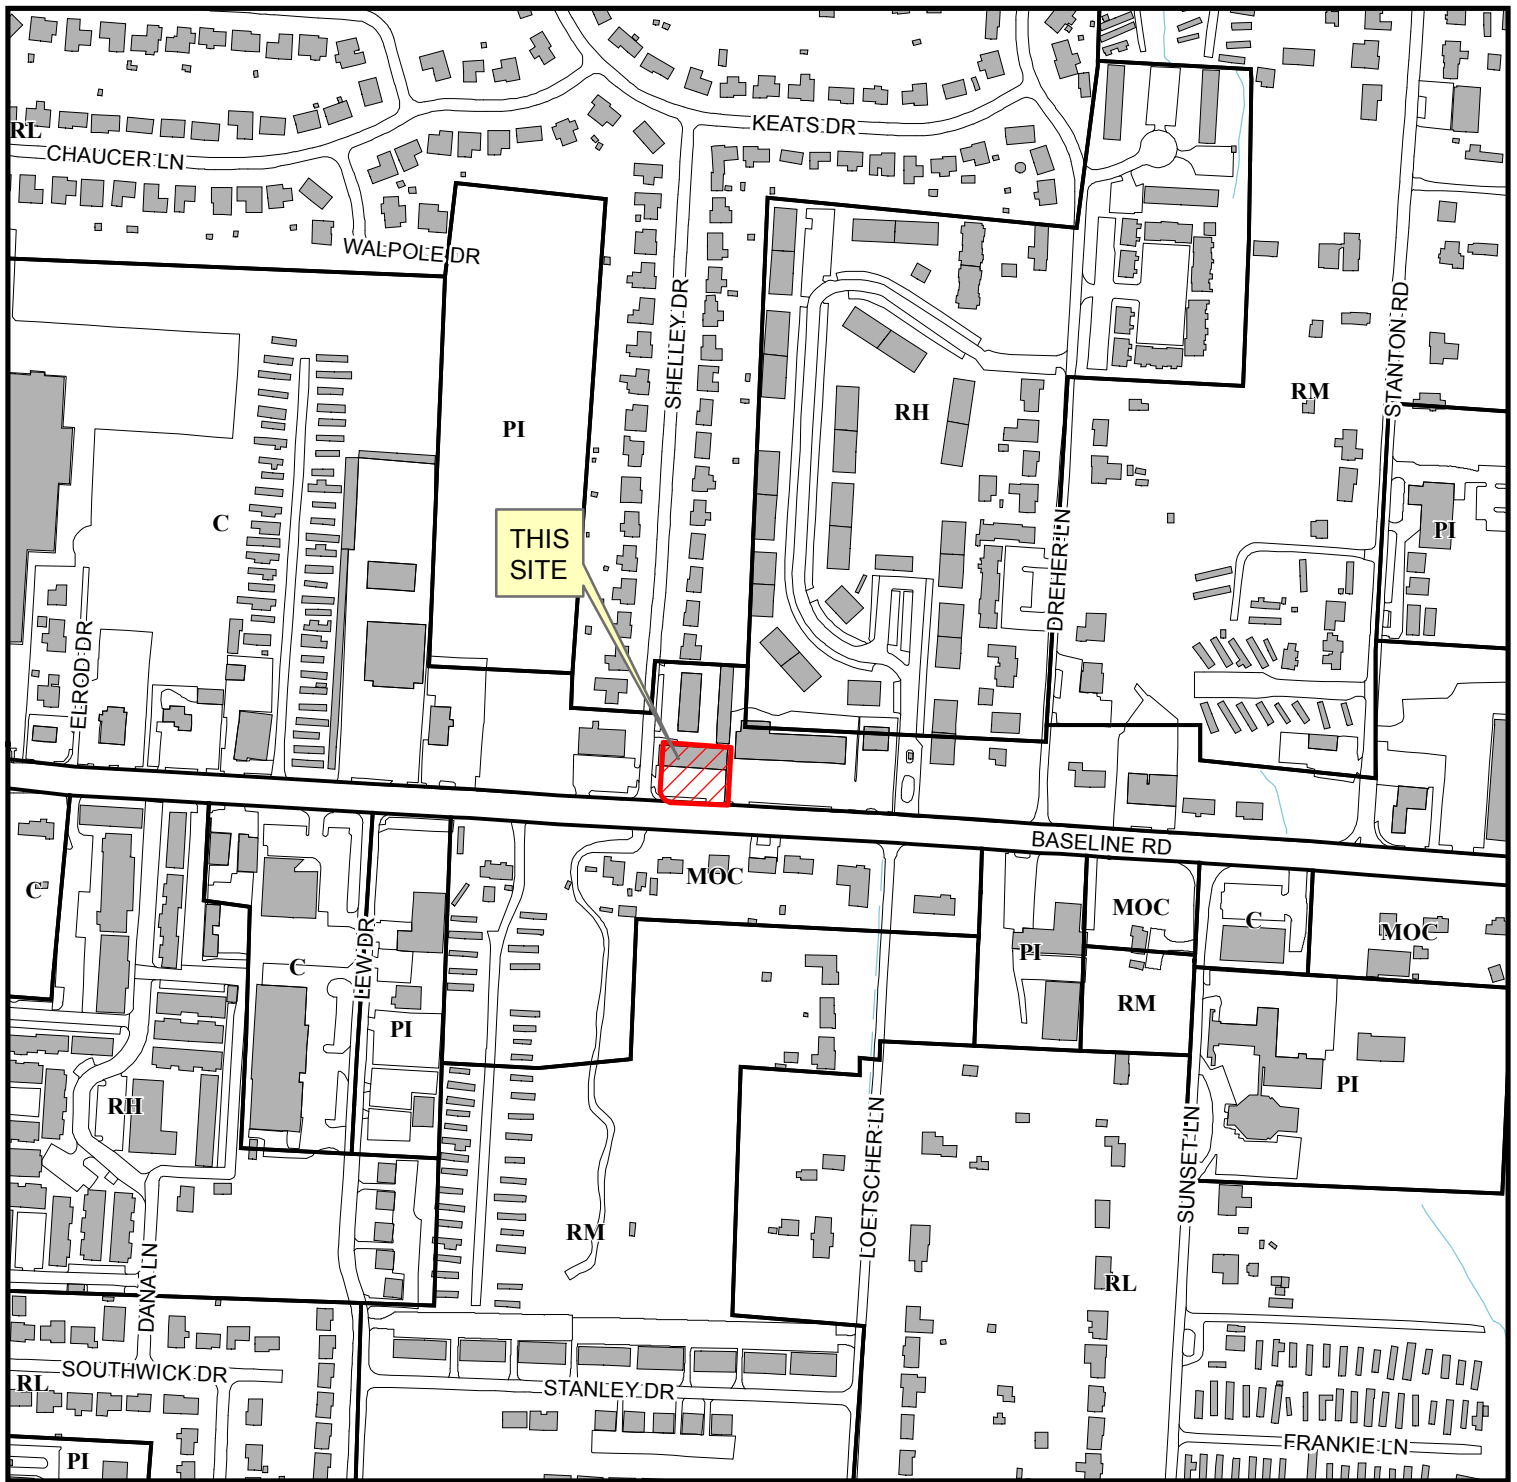 RL
CHAUCER LN
KEATS DR
WALPOLE DR
SHELLEY DR
STANTON RD
RM
RH
PI
C
THIS
SITE
PI
DREHER LN
ELROD DR
BASELINE RD
MOC
C
MOC
C
MOC
PI
LEW DR
C
RM
PI
PI
RH
LOETSCHER LN
SUNSET LN
RM
DANA LN
RL
SOUTHWICK DR
RL
STANLEY DR
FRANKIE LN
PI